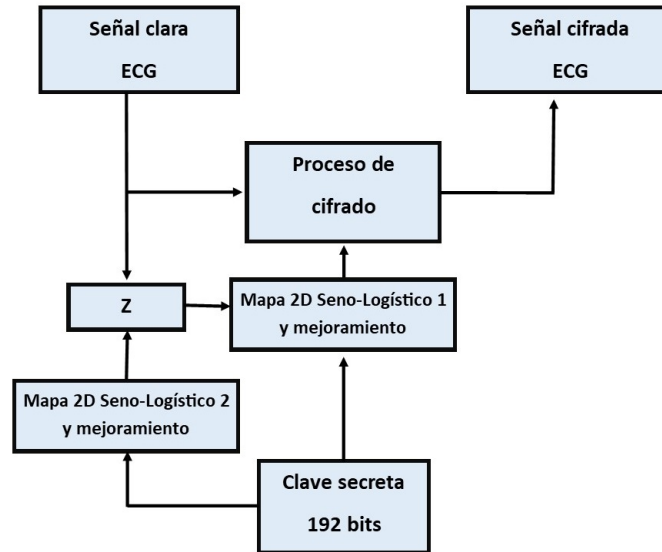 Señal clara
ECG
Señal cifrada
ECG
Proceso de
cifrado
Z
Mapa 2D Seno-Logístico 1
y mejoramiento
Mapa 2D Seno-Logístico 2
y mejoramiento
Clave secreta
192 bits